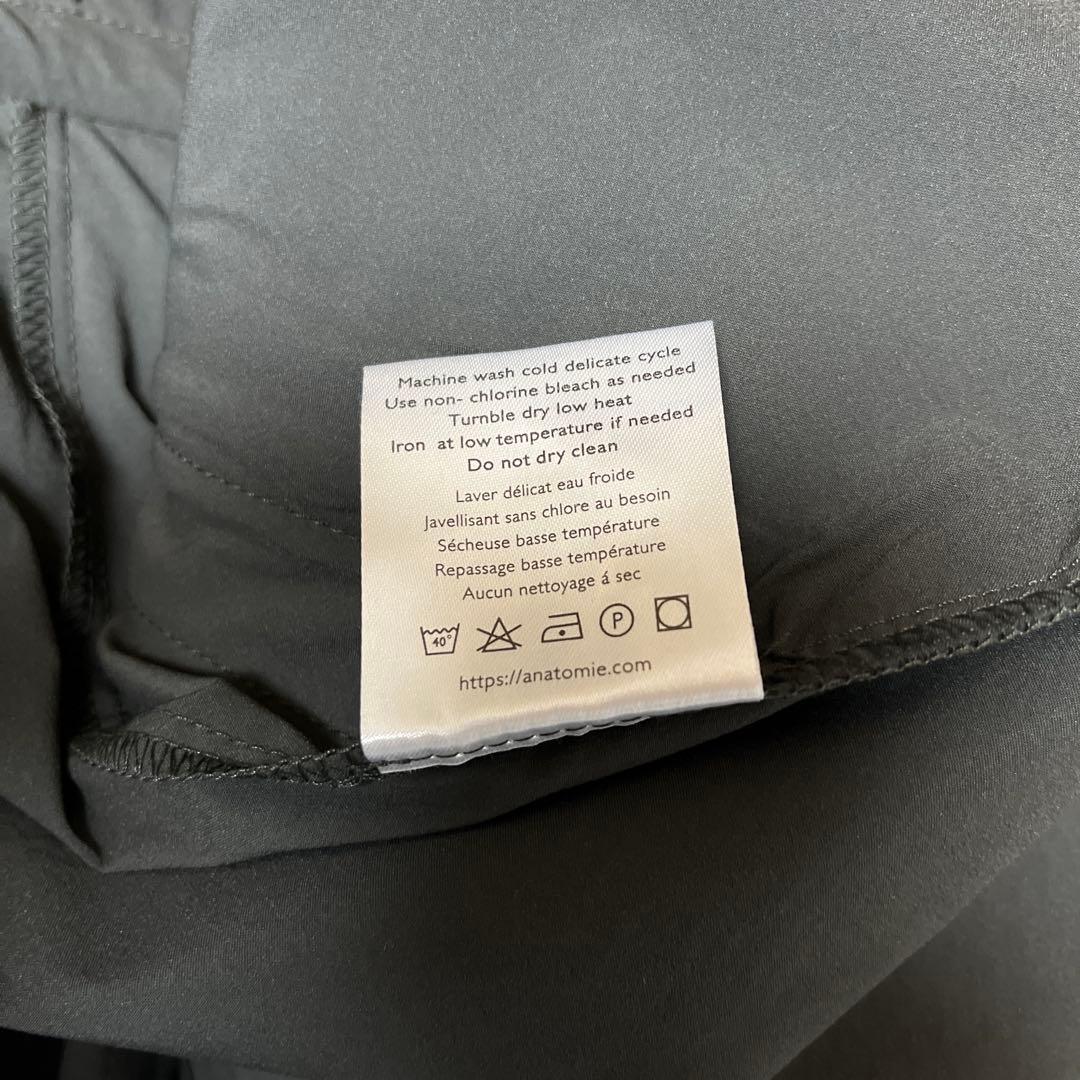 Machine wash cold delicate cycle
Use non- chlorine bleach as needed
Turnble dry low heat
Iron at low temperature if needed
Do not dry clean
Laver délicat eau froide
Javellisant sans chlore au besoin
Sécheuse basse température
Repassage basse température
Aucun nettoyage á sec
40° P
https://anatomie.com